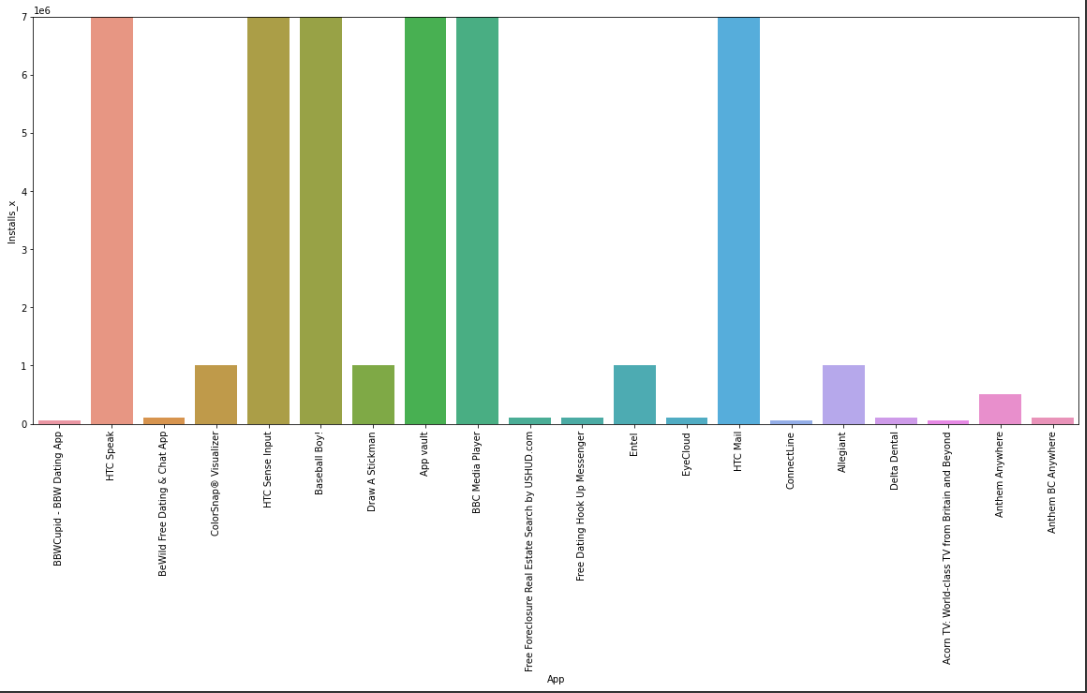 1e6
7
6
5
4
3
2
1
0
Installs_x
BBWCupid - BBW Dating App
HTC Speak
BeWild Free Dating & Chat App
ColorSnap® Visualizer
HTC Sense Input
Baseball Boy!
Draw A Stickman
App vault
BBC Media Player
Free Foreclosure Real Estate Search by USHUD.com
Free Dating Hook Up Messenger
Entel
EyeCloud
HTC Mail
ConnectLine
Allegiant
Delta Dental
Acorn TV: World-class TV from Britain and Beyond
Anthem Anywhere
Anthem BC Anywhere
App